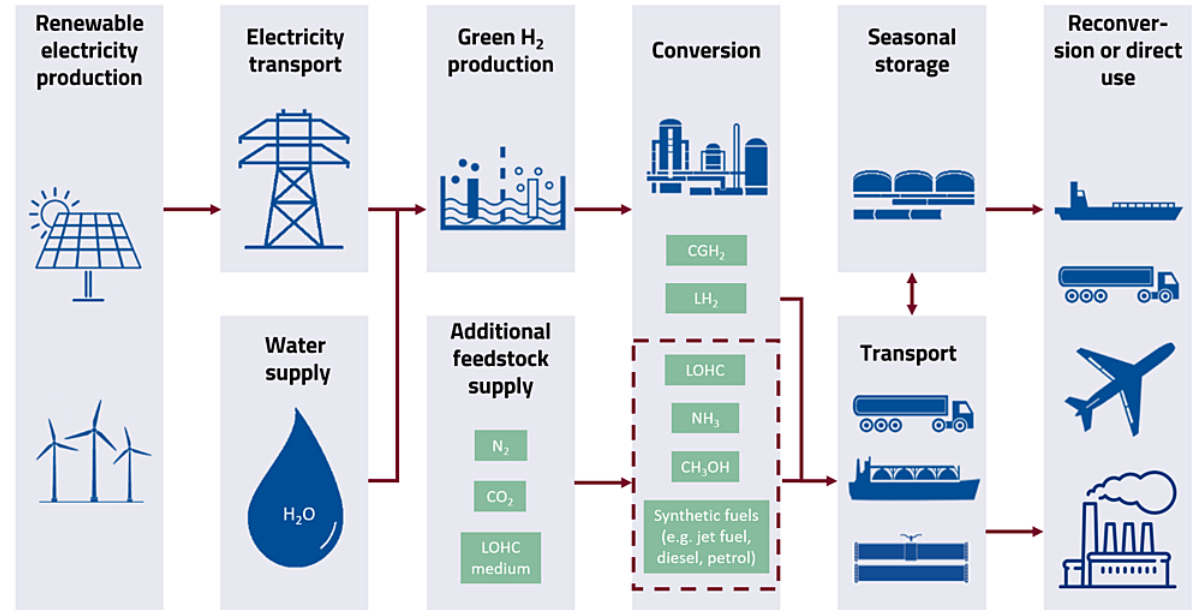 Renewable
electricity
production
Electricity
transport
Green H₂
production
Conversion
Seasonal
storage
Reconver-
sion or direct
use
CGH₂
LH₂
Water
supply
H₂O
Additional
feedstock
supply
N₂
CO₂
LOHC
medium
LOHC
NH₃
CH₃OH
Synthetic fuels
(e.g. jet fuel,
diesel, petrol)
Transport